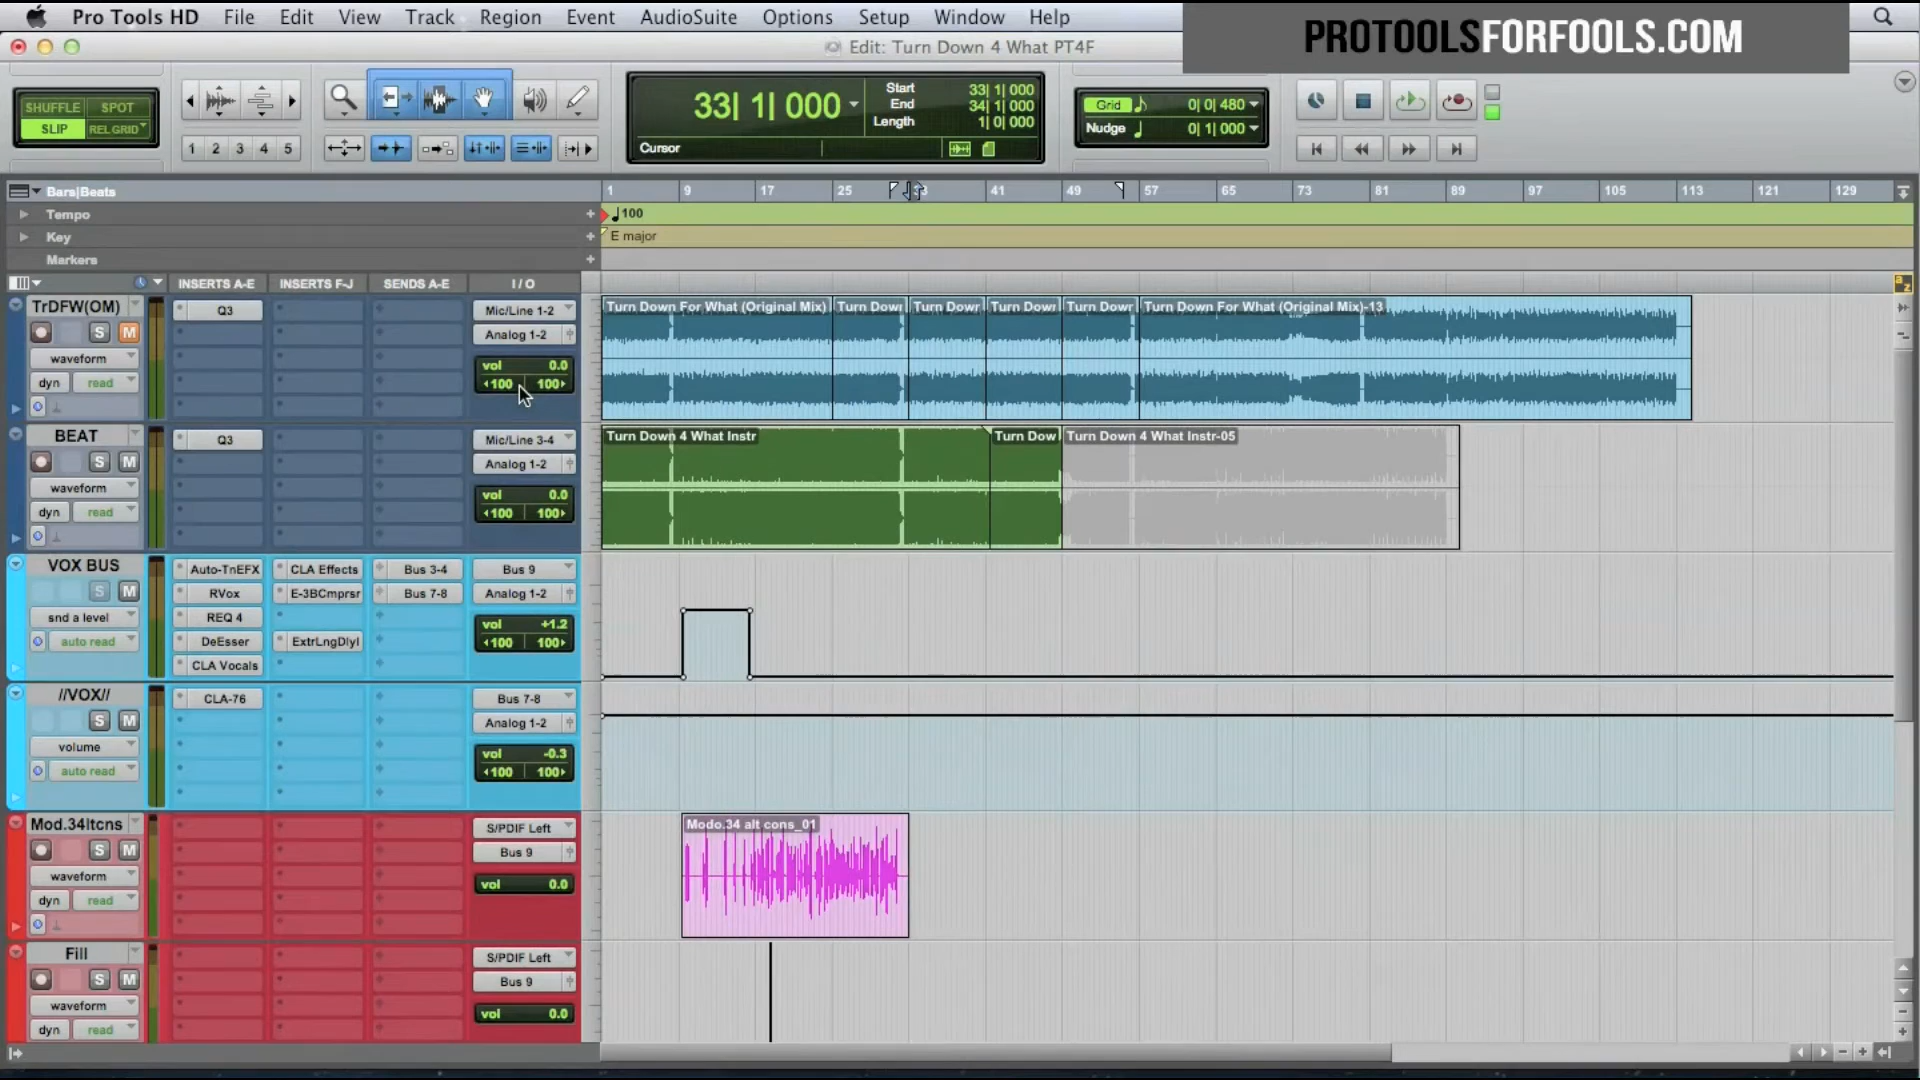 Pro Tools HD File Edit View Track Region Event AudioSuite Options Setup Window Help
PROTOOLSFORFOOLS.COM
Edit: Turn Down 4 What PT4F
SHUFFLE SPOT
SLIP REL GRID
1 2 3 4 5
33| 1| 000
Start 33| 1| 000
End 34| 1| 000
Length 1| 0| 000
Cursor
Grid 0| 0| 480
Nudge 0| 1| 000
Bars|Beats 1 9 17 25 41 49 57 65 73 81 89 97 105 113 121 129
Tempo 100
Key E major
Markers
INSERTS A-E INSERTS F-J SENDS A-E I / O
TrDFW(OM)
S M
waveform
dyn read
Q3
Mic/Line 1-2
Analog 1-2
vol 0.0
100 100
Turn Down For What (Original Mix) Turn Down Turn Down Turn Down Turn Down Turn Down For What (Original Mix)-13
BEAT
S M
waveform
dyn read
Q3
Mic/Line 3-4
Analog 1-2
vol 0.0
100 100
Turn Down 4 What Instr Turn Dow Turn Down 4 What Instr-05
VOX BUS
S M
snd a level
auto read
Auto-TnEFX CLA Effects Bus 3-4 Bus 9
RVox E-3BCmprsr Bus 7-8 Analog 1-2
REQ 4
DeEsser ExtrLngDlyl
CLA Vocals
vol +1.2
100 100
//VOX//
S M
volume
auto read
CLA-76
Bus 7-8
Analog 1-2
vol -0.3
100 100
Mod.34ltcns
S M
waveform
dyn read
S/PDIF Left
Bus 9
vol 0.0
Modo.34 alt cons_01
Fill
S M
waveform
dyn read
S/PDIF Left
Bus 9
vol 0.0